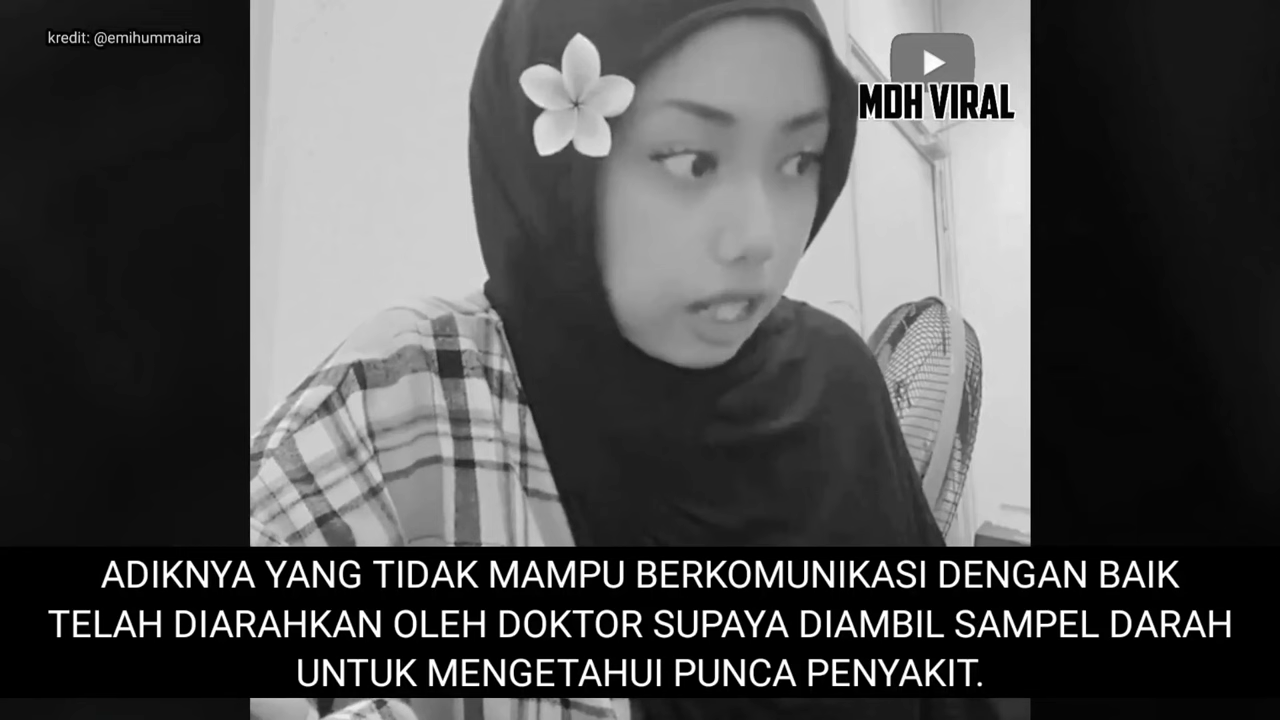 kredit: @emihummaira
MDH VIRAL
ADIKNYA YANG TIDAK MAMPU BERKOMUNIKASI DENGAN BAIK
TELAH DIARAHKAN OLEH DOKTOR SUPAYA DIAMBIL SAMPEL DARAH
UNTUK MENGETAHUI PUNCA PENYAKIT.